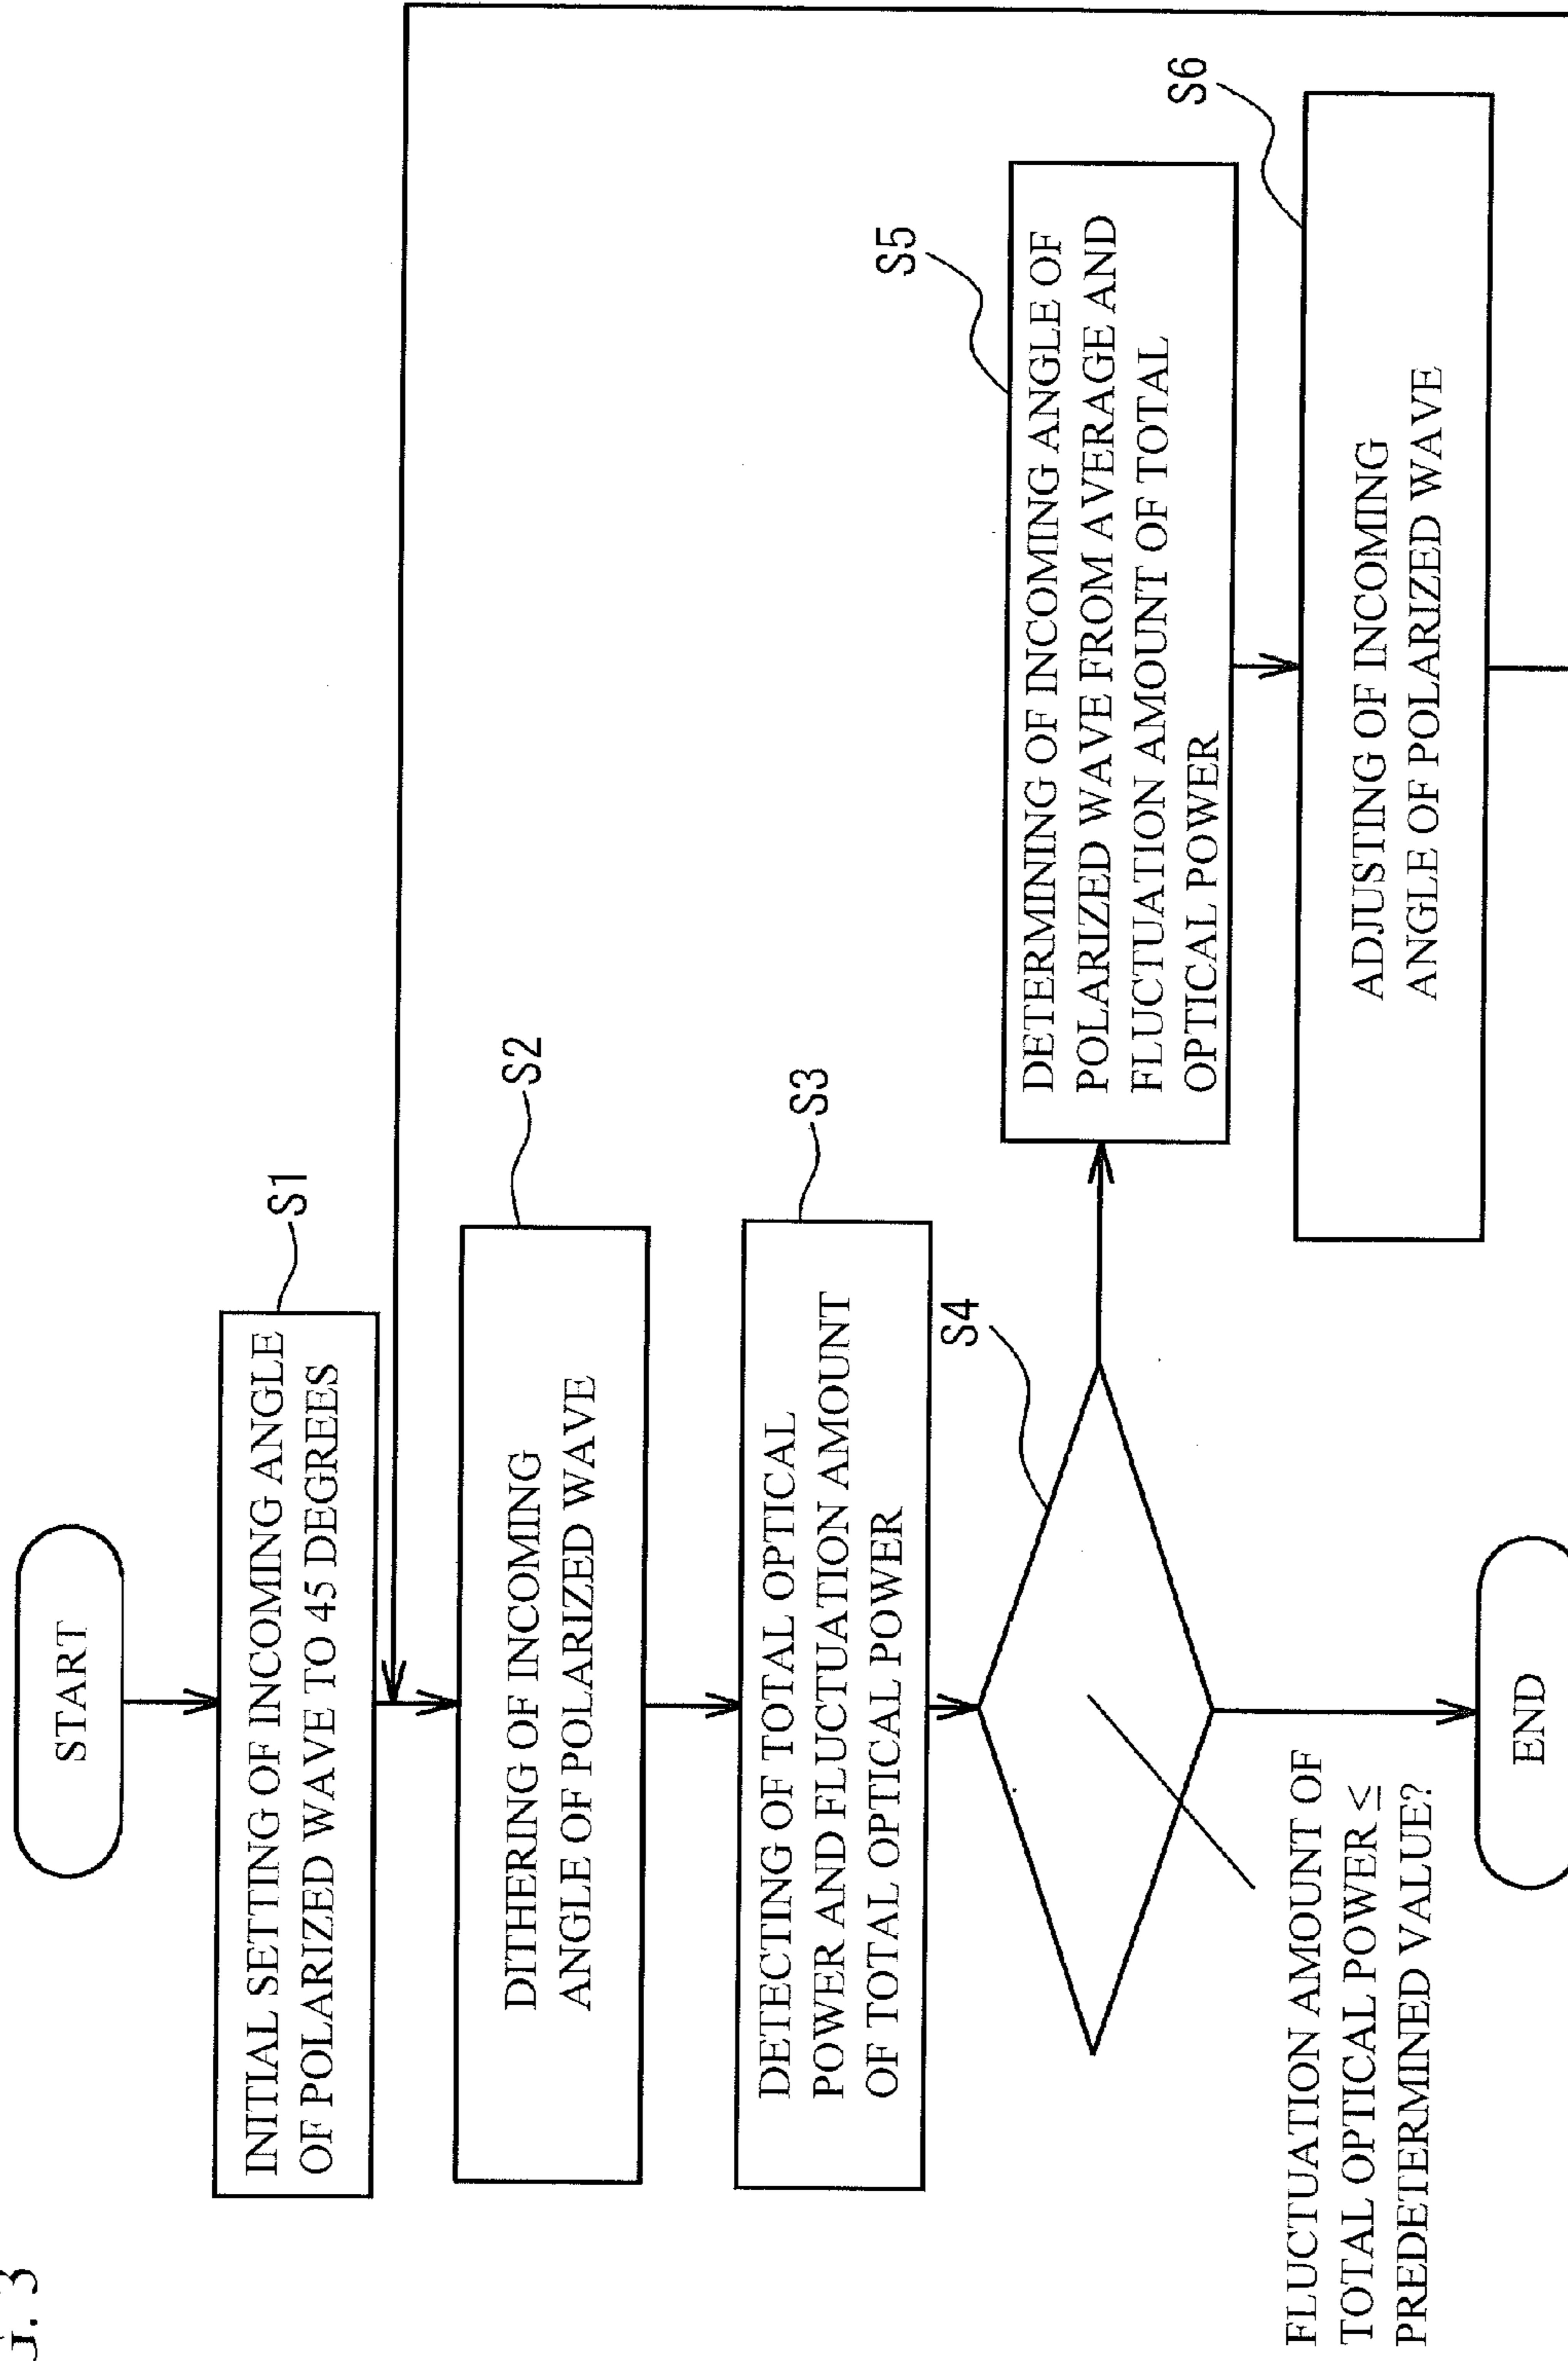 G. 3
START
S1
INITIAL SETTING OF INCOMING ANGLE
OF POLARIZED WAVE TO 45 DEGREES
S2
DITHERING OF INCOMING
ANGLE OF POLARIZED WAVE
S3
DETECTING OF TOTAL OPTICAL
POWER AND FLUCTUATION AMOUNT
OF TOTAL OPTICAL POWER
S4
FLUCTUATION AMOUNT OF
TOTAL OPTICAL POWER ≤
PREDETERMINED VALUE?
S5
DETERMINING OF INCOMING ANGLE OF
POLARIZED WAVE FROM AVERAGE AND
FLUCTUATION AMOUNT OF TOTAL
OPTICAL POWER
S6
ADJUSTING OF INCOMING
ANGLE OF POLARIZED WAVE
END